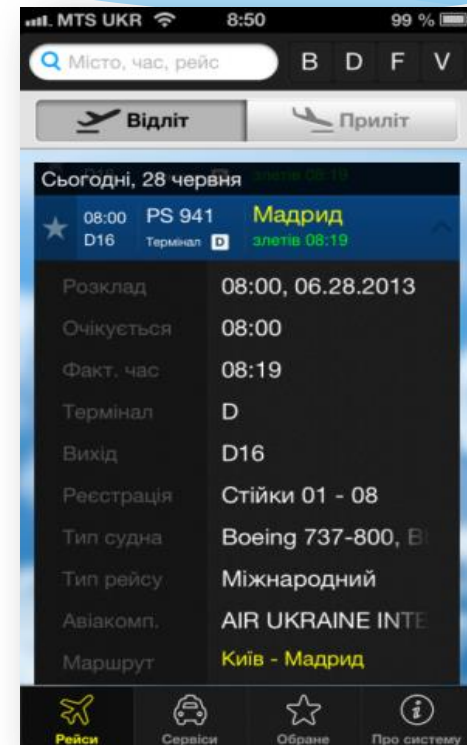 MTS UKR 8:50 99 %
Місто, час, рейс B D F V
Відліт Приліт
Сьогодні, 28 червня
08:00 PS 941 Мадрид
D16 Термінал D злетів 08:19
Розклад 08:00, 06.28.2013
Очікується 08:00
Факт. час 08:19
Термінал D
Вихід D16
Реєстрація Стійки 01 - 08
Тип судна Boeing 737-800,
Тип рейсу Міжнародний
Авіакомп. AIR UKRAINE INTE
Маршрут Київ - Мадрид
Рейси Сервіси Обране Про систему